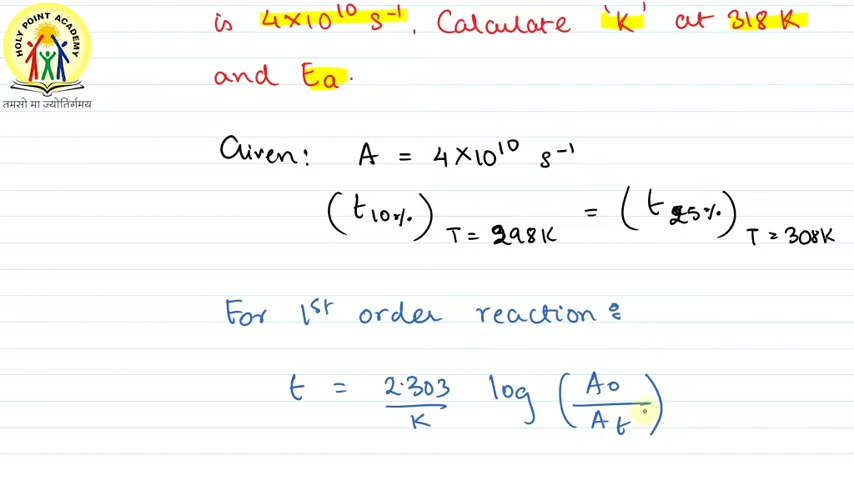 HOLY POINT ACADEMY
तमसो मा ज्योतिर्गमय
is 4×10¹⁰ s⁻¹. Calculate 'K' at 318 K
and Ea.
Given: A = 4×10¹⁰ s⁻¹
(t10%) T = 298K = (t25%) T = 308K
For 1st order reaction :
t = 2.303/K log (A0/At)